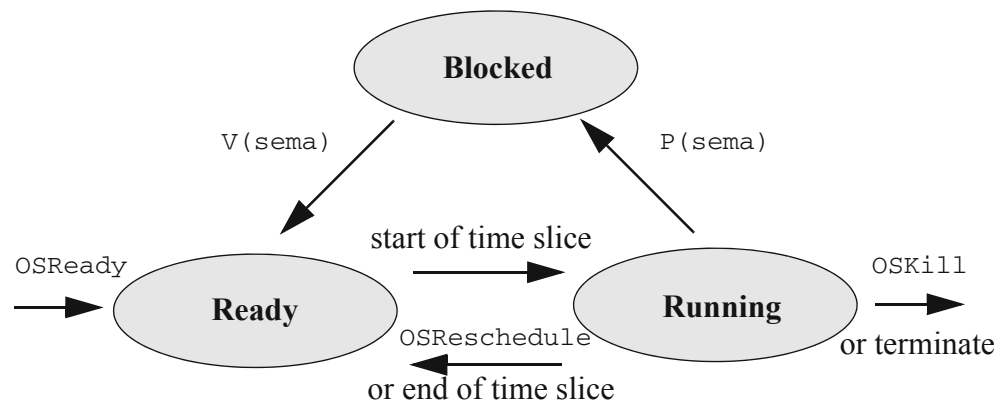 Blocked
V(sema)
P(sema)
start of time slice
OSReady
OSKill
Ready
Running
OSReschedule
or terminate
or end of time slice